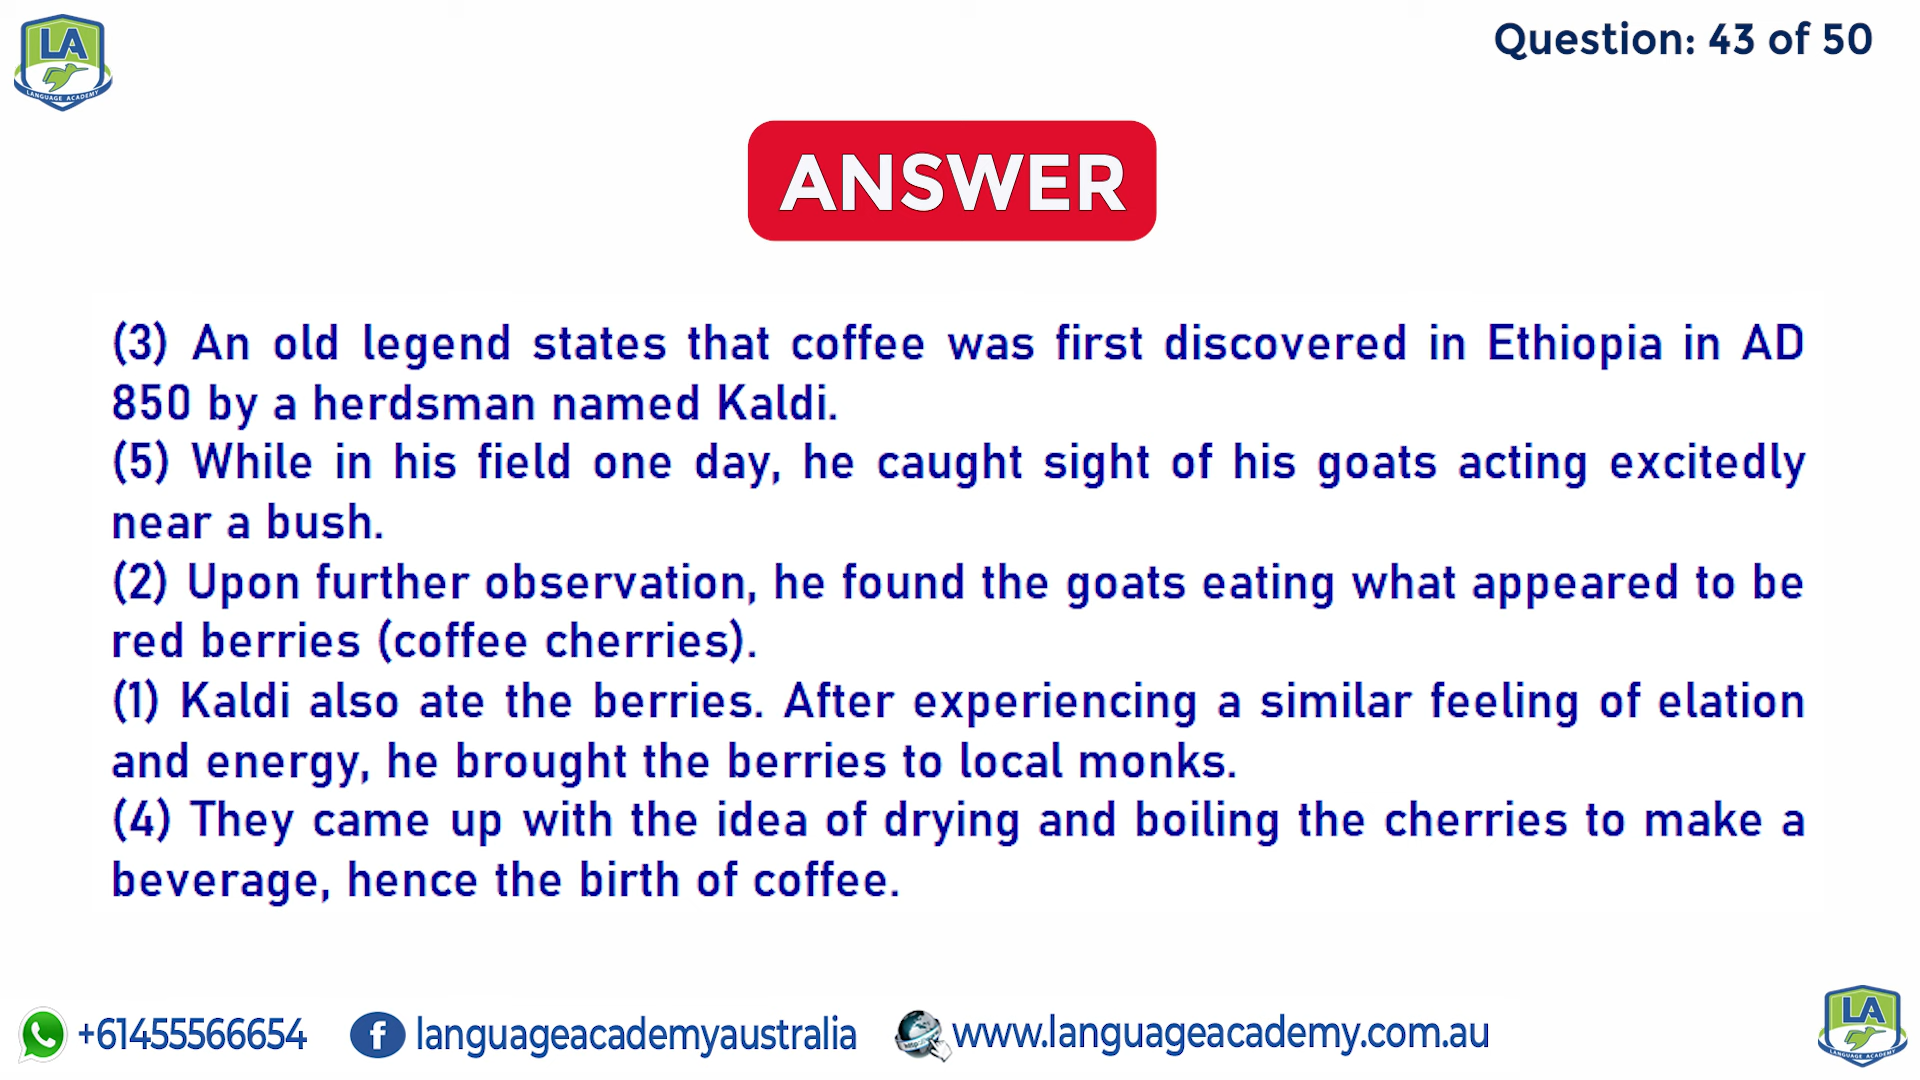 LA
LANGUAGE ACADEMY
Question: 43 of 50
ANSWER
(3) An old legend states that coffee was first discovered in Ethiopia in AD
850 by a herdsman named Kaldi.
(5) While in his field one day, he caught sight of his goats acting excitedly
near a bush.
(2) Upon further observation, he found the goats eating what appeared to be
red berries (coffee cherries).
(1) Kaldi also ate the berries. After experiencing a similar feeling of elation
and energy, he brought the berries to local monks.
(4) They came up with the idea of drying and boiling the cherries to make a
beverage, hence the birth of coffee.
+61455566654 f languageacademyaustralia www.languageacademy.com.au
LA
LANGUAGE ACADEMY